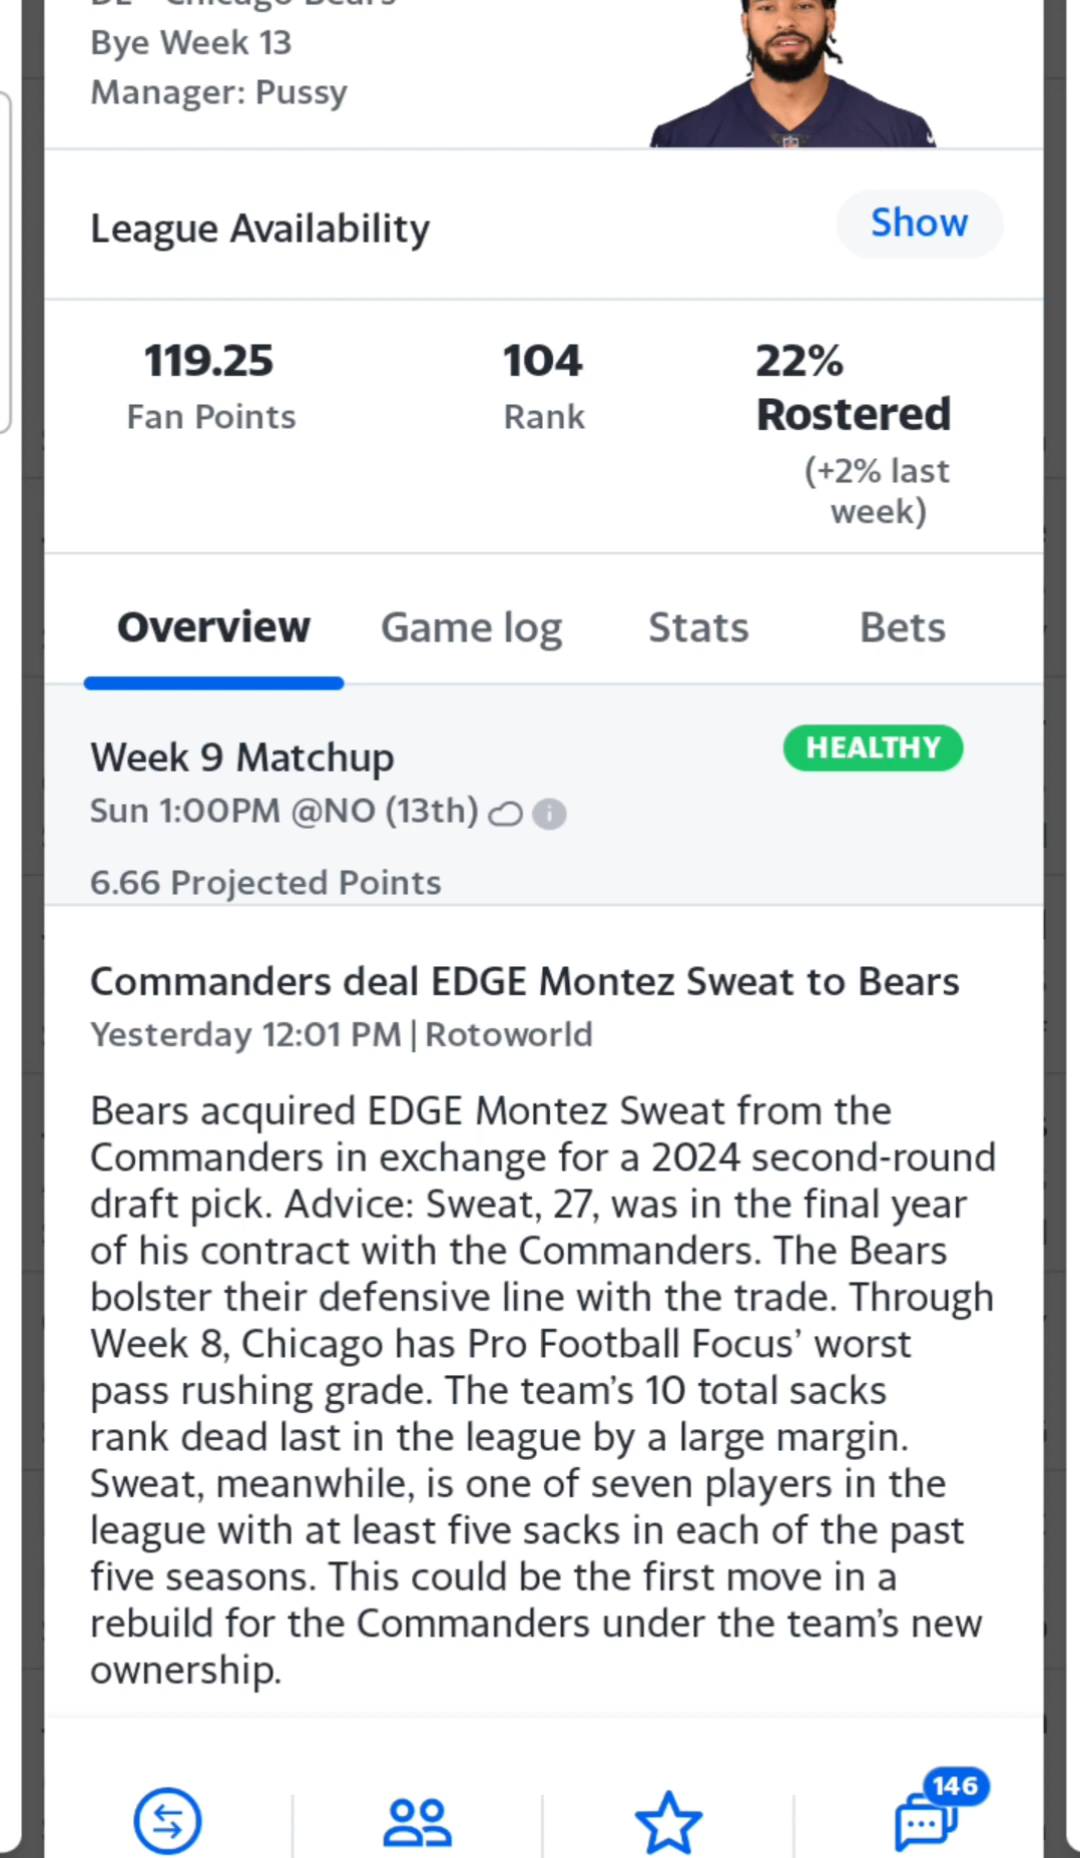 DE - Chicago Bears
Bye Week 13
Manager: Pussy
League Availability
Show
119.25
Fan Points
104
Rank
22%
Rostered
(+2% last
week)
Overview
Game log
Stats
Bets
Week 9 Matchup
HEALTHY
Sun 1:00PM @NO (13th)
6.66 Projected Points
Commanders deal EDGE Montez Sweat to Bears
Yesterday 12:01 PM | Rotoworld
Bears acquired EDGE Montez Sweat from the
Commanders in exchange for a 2024 second-round
draft pick. Advice: Sweat, 27, was in the final year
of his contract with the Commanders. The Bears
bolster their defensive line with the trade. Through
Week 8, Chicago has Pro Football Focus’ worst
pass rushing grade. The team’s 10 total sacks
rank dead last in the league by a large margin.
Sweat, meanwhile, is one of seven players in the
league with at least five sacks in each of the past
five seasons. This could be the first move in a
rebuild for the Commanders under the team’s new
ownership.
146